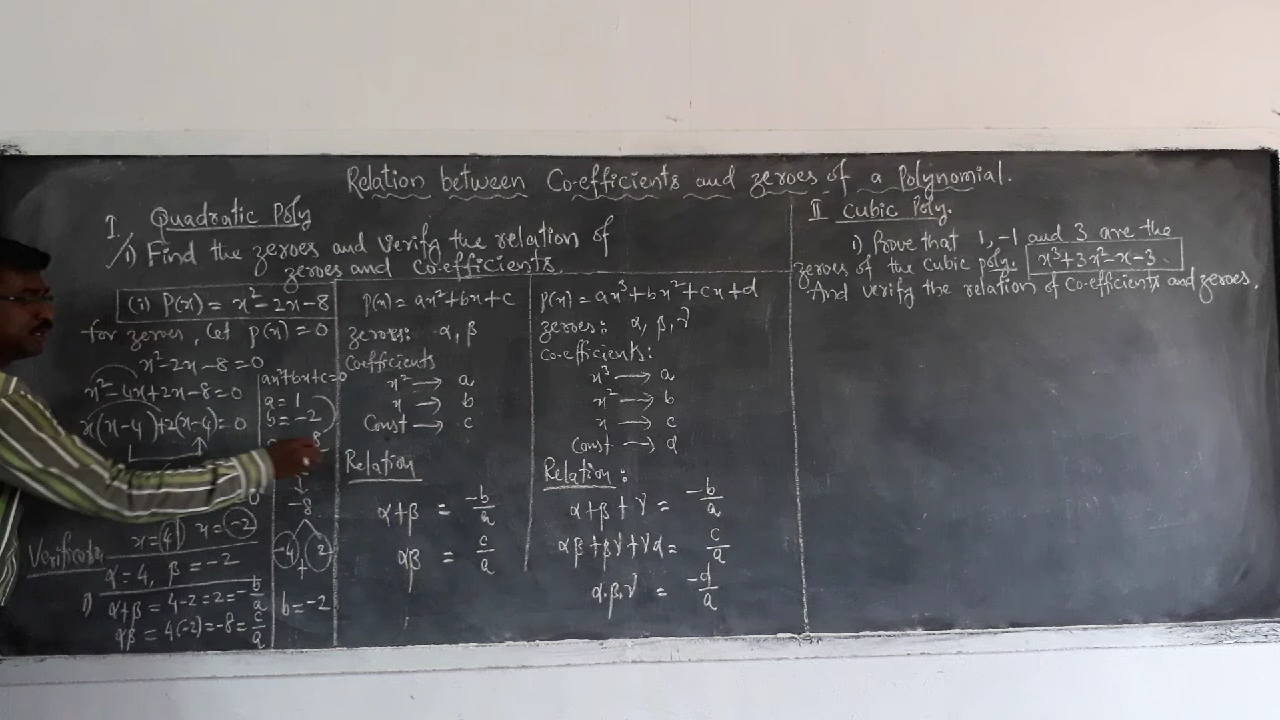 Relation between Co-efficients and zeroes of a Polynomial.
I. Quadratic Poly
1) Find the zeroes and verify the relation of
zeroes and co-efficients.
(i) P(x) = x²-2x-8
for zeroes, let p(x) = 0
x²-2x-8=0
x²-4x+2x-8=0
x(x-4)+2(x-4)=0
x=4 x=-2
Verification
α=4, β=-2
i) α+β = 4-2=2=-b/a
αβ = 4(-2)=-8=c/a
ax²+bx+c=0
a = 1
b = -2
8
-8
-4 2
+
b=-2
p(x) = ax²+bx+c
zeroes: α, β
Coefficients
x² → a
x → b
Const → c
Relation
α+β = -b/a
αβ = c/a
p(x) = ax³+bx²+cx+d
zeroes: α, β, γ
Co-efficients:
x³ → a
x² → b
x → c
Const → d
Relation:
α+β+γ = -b/a
αβ+βγ+γα = c/a
α.β.γ = -d/a
II Cubic Poly.
1) Prove that 1, -1 and 3 are the
zeroes of the cubic poly. x³+3x²-x-3.
And verify the relation of co-efficients and zeroes.